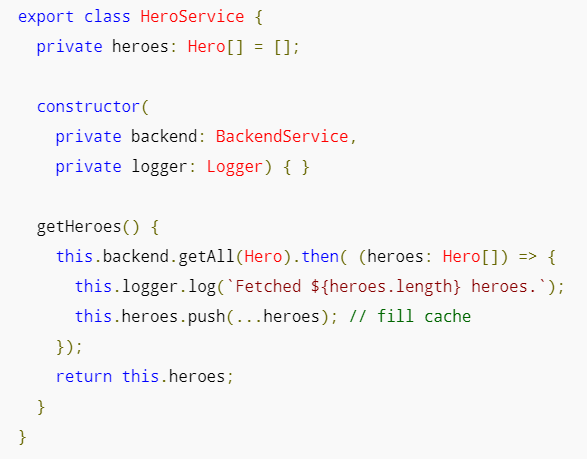 export class HeroService {
private heroes: Hero[] = [];
constructor(
private backend: BackendService,
private logger: Logger) { }
getHeroes() {
this.backend.getAll(Hero).then( (heroes: Hero[]) => {
this.logger.log(`Fetched ${heroes.length} heroes.`);
this.heroes.push(...heroes); // fill cache
});
return this.heroes;
}
}